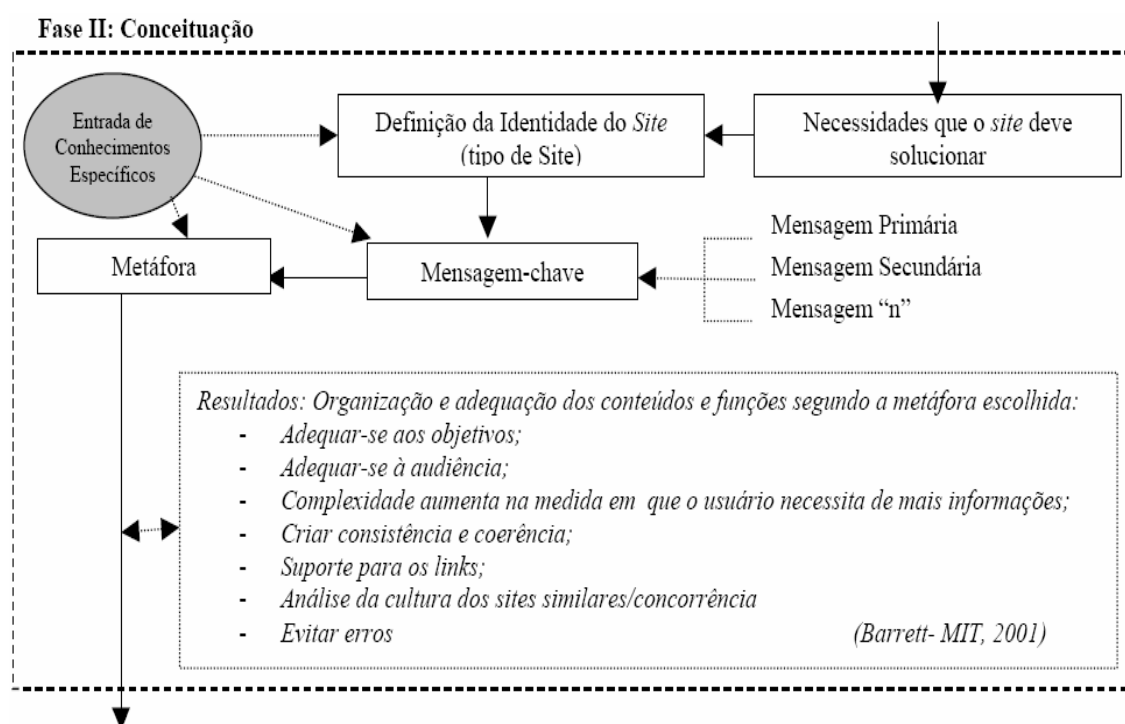 Fase II: Conceituação
Entrada de
Conhecimentos
Específicos
Definição da Identidade do Site
(tipo de Site)
Necessidades que o site deve
solucionar
Metáfora
Mensagem-chave
Mensagem Primária
Mensagem Secundária
Mensagem “n”
Resultados: Organização e adequação dos conteúdos e funções segundo a metáfora escolhida:
- Adequar-se aos objetivos;
- Adequar-se à audiência;
- Complexidade aumenta na medida em que o usuário necessita de mais informações;
- Criar consistência e coerência;
- Suporte para os links;
- Análise da cultura dos sites similares/concorrência
- Evitar erros (Barrett- MIT, 2001)